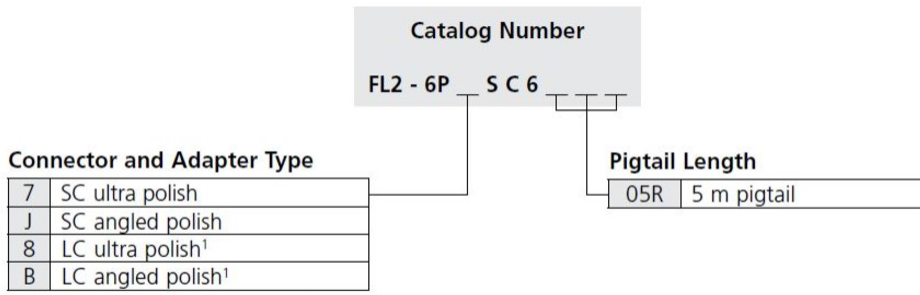 Catalog Number
FL2 - 6P _ S C 6 _ _ _
Connector and Adapter Type
7 SC ultra polish
J SC angled polish
8 LC ultra polish¹
B LC angled polish¹
Pigtail Length
05R 5 m pigtail